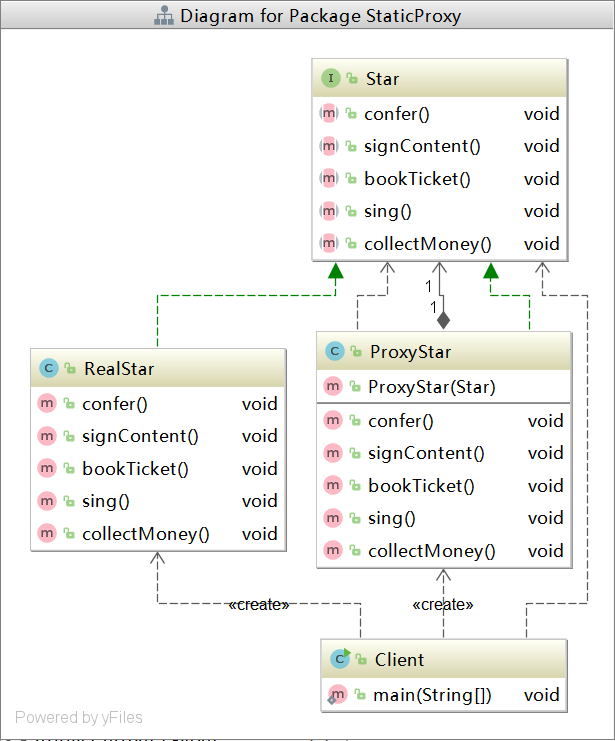 Diagram for Package StaticProxy
I Star
m confer() void
m signContent() void
m bookTicket() void
m sing() void
m collectMoney() void
1
1
C RealStar
m confer() void
m signContent() void
m bookTicket() void
m sing() void
m collectMoney() void
C ProxyStar
m ProxyStar(Star)
m confer() void
m signContent() void
m bookTicket() void
m sing() void
m collectMoney() void
«create» «create»
C Client
m main(String[]) void
Powered by yFiles